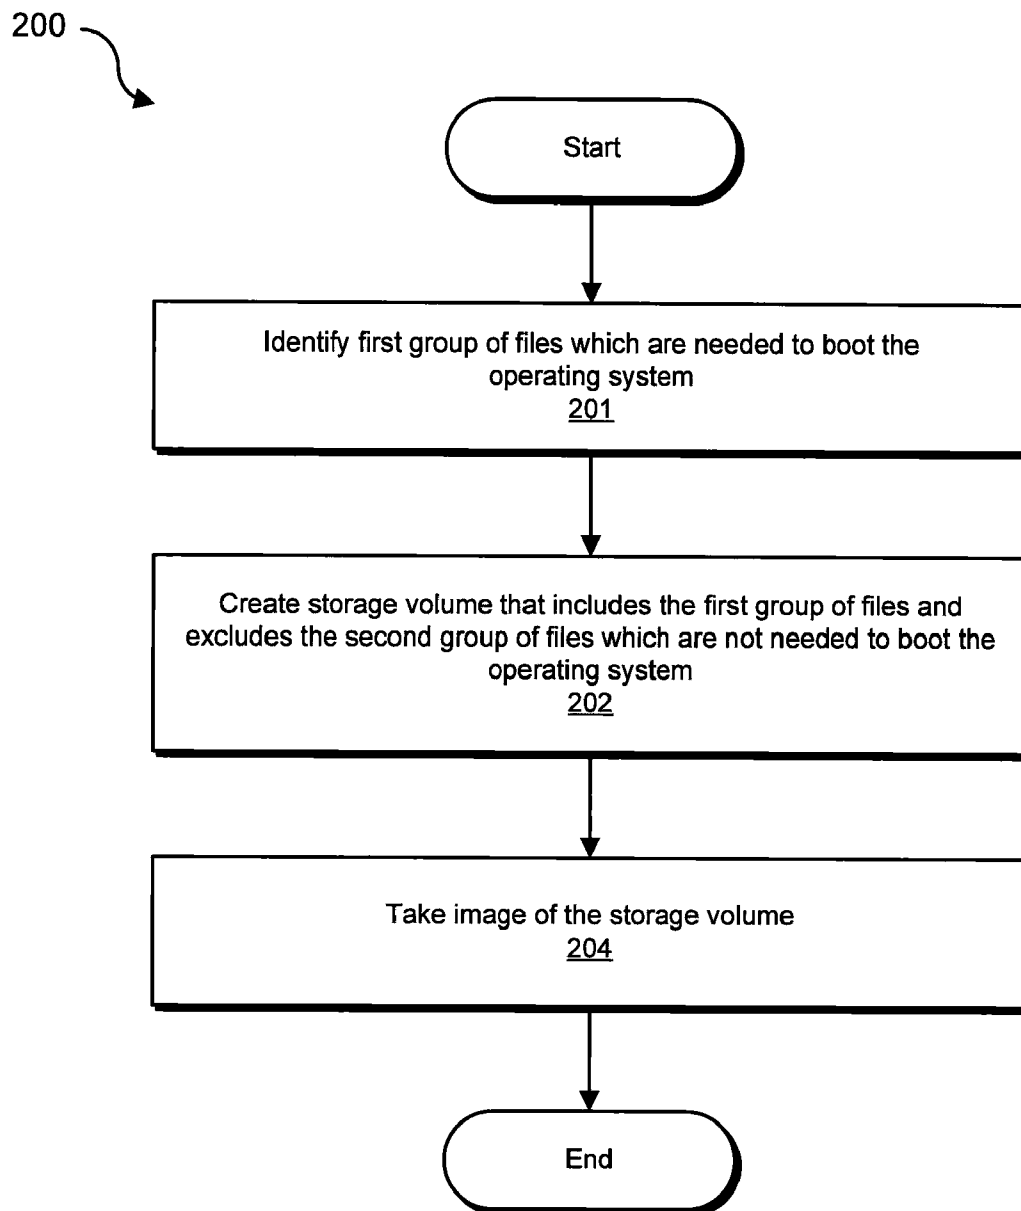 200
Start
Identify first group of files which are needed to boot the
operating system
201
Create storage volume that includes the first group of files and
excludes the second group of files which are not needed to boot the
operating system
202
Take image of the storage volume
204
End